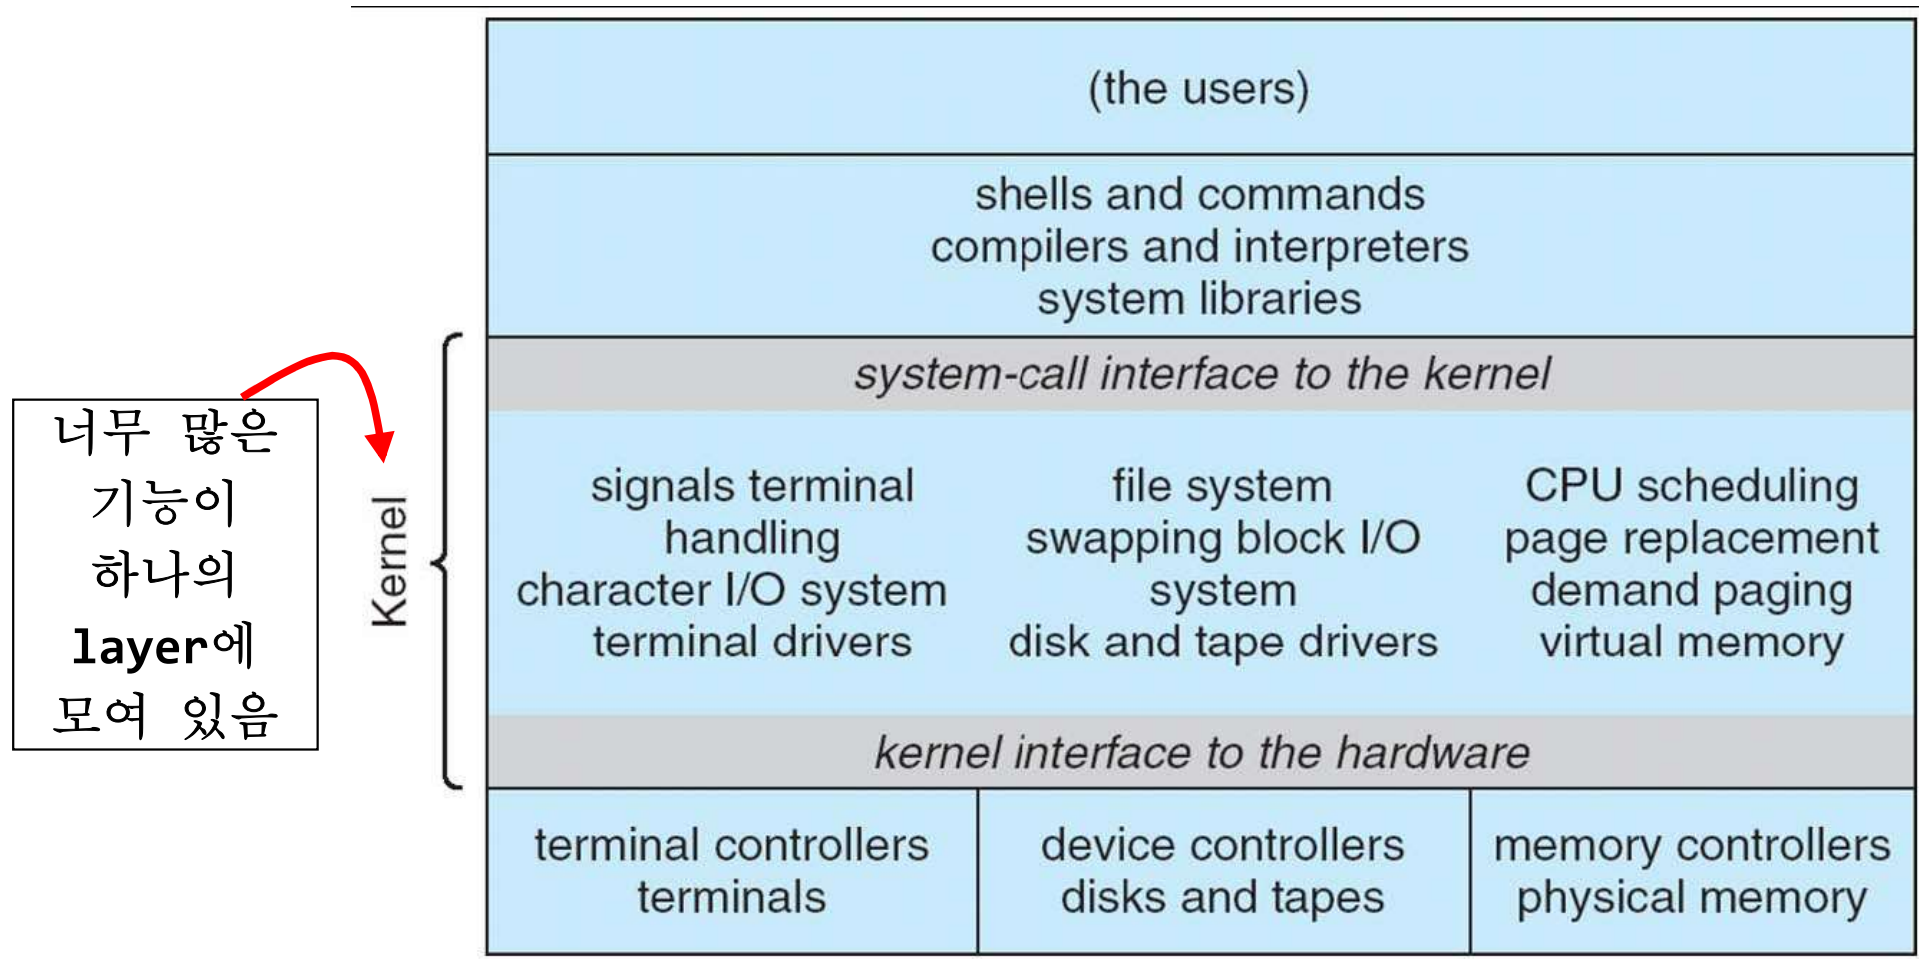 (the users)
shells and commands
compilers and interpreters
system libraries
system-call interface to the kernel
너무 많은
기능이
하나의
layer에
모여 있음
Kernel
signals terminal
handling
character I/O system
terminal drivers
file system
swapping block I/O
system
disk and tape drivers
CPU scheduling
page replacement
demand paging
virtual memory
kernel interface to the hardware
terminal controllers
terminals
device controllers
disks and tapes
memory controllers
physical memory